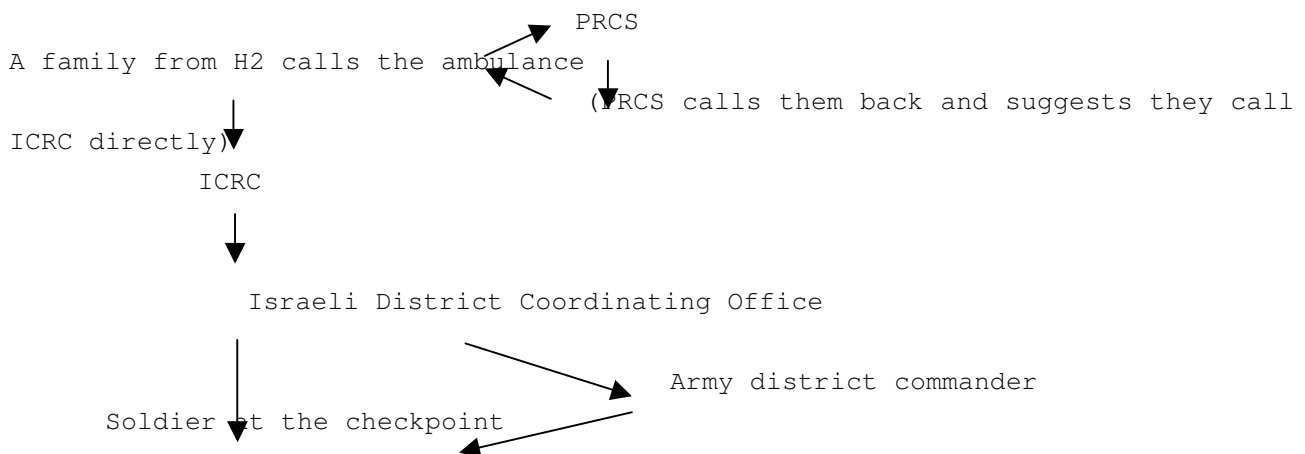 PRCS
A family from H2 calls the ambulance
(PRCS calls them back and suggests they call
ICRC directly)
ICRC
Israeli District Coordinating Office
Army district commander
Soldier at the checkpoint